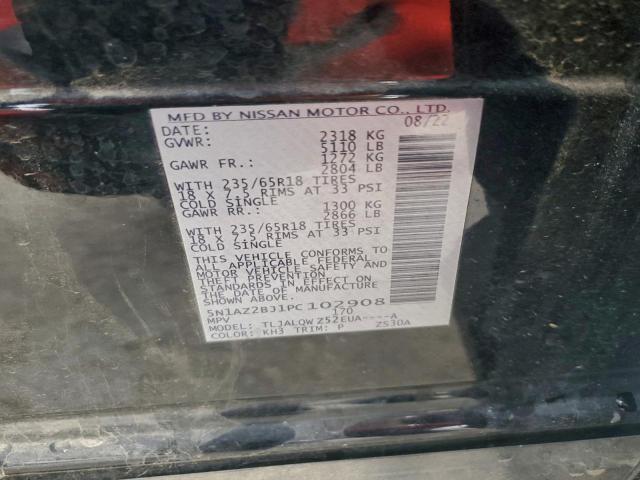 MFD BY NISSAN MOTOR CO., LTD.
DATE: 08/22
GVWR: 2318 KG
5110 LB
GAWR FR.: 1272 KG
2804 LB
WITH 235/65R18 TIRES
18 X 7.5 RIMS AT 33 PSI
COLD SINGLE
GAWR RR.: 1300 KG
2866 LB
WITH 235/65R18 TIRES
18 X 7.5 RIMS AT 33 PSI
COLD SINGLE
THIS VEHICLE CONFORMS TO
ALL APPLICABLE FEDERAL
MOTOR VEHICLE SAFETY AND
THEFT PREVENTION
STANDARDS IN EFFECT ON
THE DATE OF MANUFACTURE
SHOWN ABOVE.
5N1AZ2BJ1PC102908
MPV 170
MODEL: TLJALQWZ52EUA----A
COLOR: KH3 TRIM: P Z530A